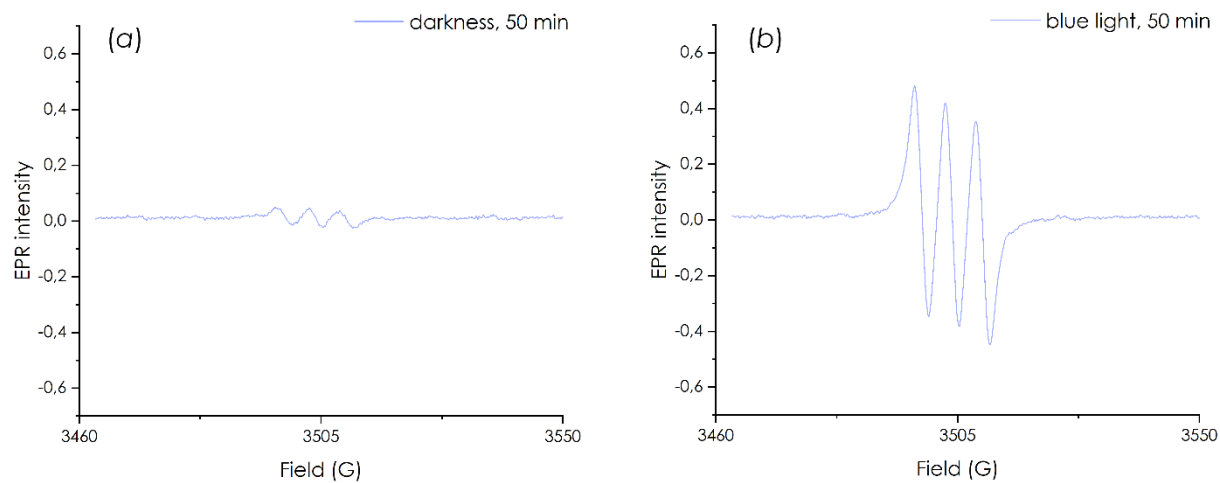 (a)
darkness, 50 min
0,6
0,4
0,2
0,0
-0,2
-0,4
-0,6
EPR intensity
3460
3505
3550
Field (G)
(b)
blue light, 50 min
0,6
0,4
0,2
0,0
-0,2
-0,4
-0,6
EPR intensity
3460
3505
3550
Field (G)